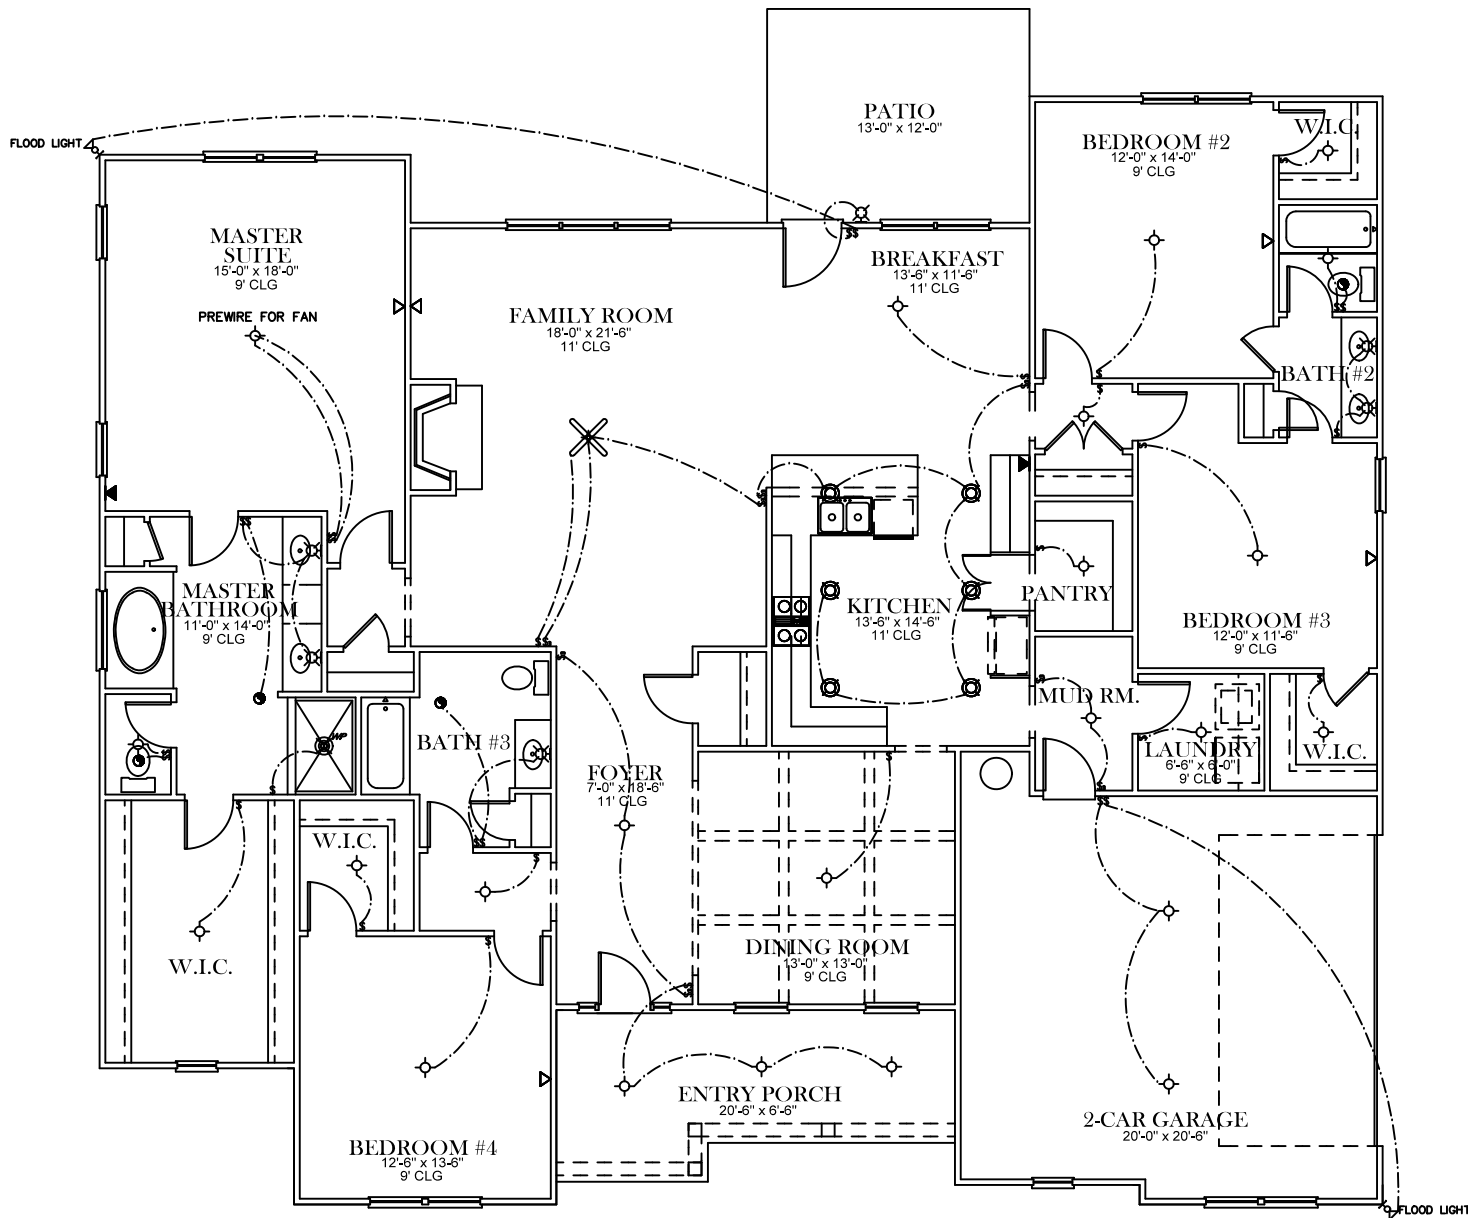 PATIO
13'-0" x 12'-0"
FLOOD LIGHT
BEDROOM #2
12'-0" x 14'-0"
9' CLG
W.I.C.
MASTER
SUITE
15'-0" x 18'-0"
9' CLG
PREWIRE FOR FAN
FAMILY ROOM
18'-0" x 21'-6"
11' CLG
BREAKFAST
13'-6" x 11'-6"
11' CLG
BATH #2
MASTER
BATHROOM
11'-0" x 14'-0"
9' CLG
KITCHEN
13'-6" x 14'-6"
11' CLG
PANTRY
BEDROOM #3
12'-0" x 11'-6"
9' CLG
MUD RM.
LAUNDRY
6'-6" x 6'-0"
9' CLG
W.I.C.
WP
BATH #3
FOYER
7'-0" x 18'-6"
11' CLG
W.I.C.
W.I.C.
DINING ROOM
13'-0" x 13'-0"
9' CLG
ENTRY PORCH
20'-6" x 6'-6"
2-CAR GARAGE
20'-0" x 20'-6"
BEDROOM #4
12'-6" x 13'-6"
9' CLG
FLOOD LIGHT